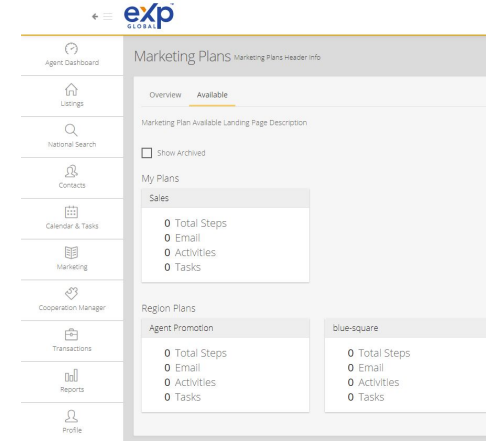 exp
GLOBAL
Agent Dashboard
Listings
National Search
Contacts
Calendar & Tasks
Marketing
Cooperation Manager
Transactions
Reports
Profile
Marketing Plans Marketing Plans Header Info
Overview Available
Marketing Plan Available Landing Page Description
Show Archived
My Plans
Sales
0 Total Steps
0 Email
0 Activities
0 Tasks
Region Plans
Agent Promotion
0 Total Steps
0 Email
0 Activities
0 Tasks
blue-square
0 Total Steps
0 Email
0 Activities
0 Tasks